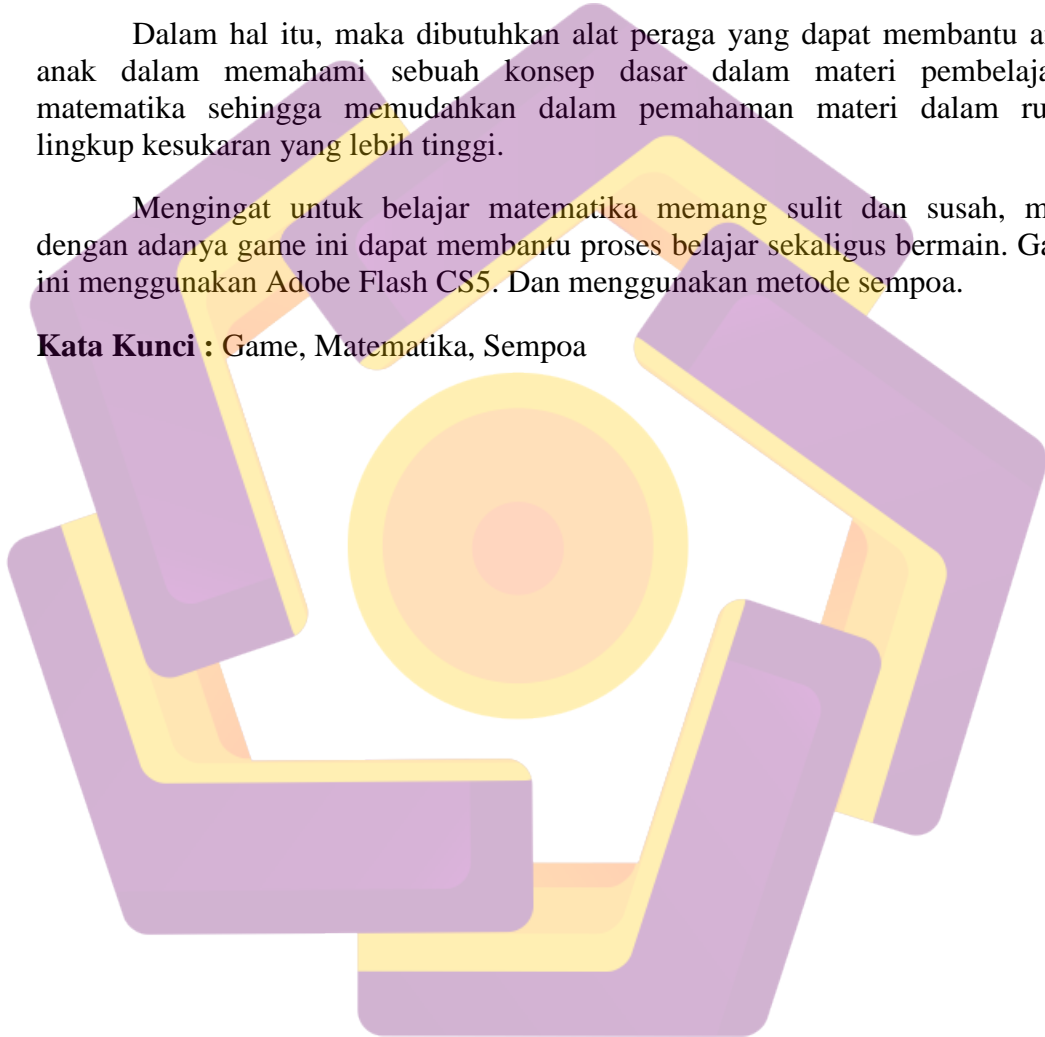 Dalam hal itu, maka dibutuhkan alat peraga yang dapat membantu
anak dalam memahami sebuah konsep dasar dalam materi
matematika sehingga memudahkan dalam pemahaman materi dalam
lingkup kesukaran yang lebih tinggi.
Mengingat untuk belajar matematika memang sulit dan susah,
dengan adanya game ini dapat membantu proses belajar sekaligus bermain.
ini menggunakan Adobe Flash CS5. Dan menggunakan metode sempoa.
Kata Kunci : Game, Matematika, Sempoa